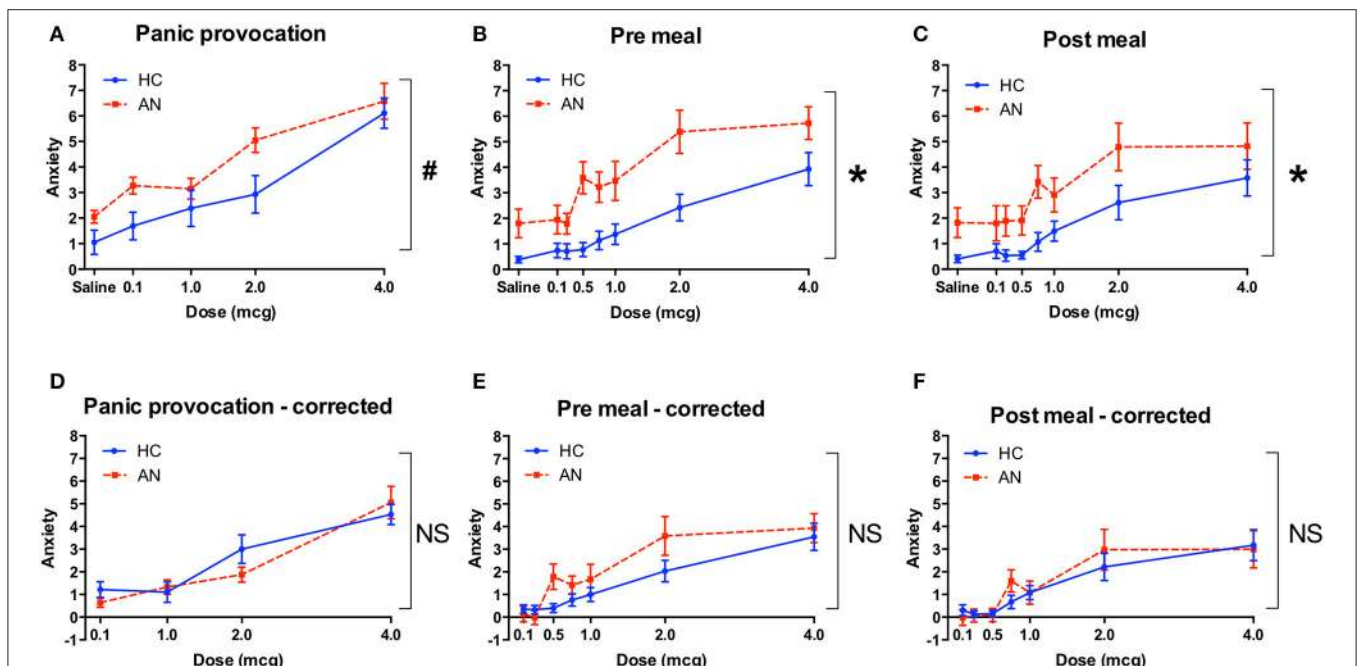 A
Panic provocation
8
7
6
5
4
3
2
1
0
Anxiety
HC
AN
#
Saline 0.1 1.0 2.0 4.0
Dose (mcg)
B
Pre meal
8
7
6
5
4
3
2
1
0
Anxiety
HC
AN
*
Saline 0.1 0.5 1.0 2.0 4.0
Dose (mcg)
C
Post meal
8
7
6
5
4
3
2
1
0
Anxiety
HC
AN
*
Saline 0.1 0.5 1.0 2.0 4.0
Dose (mcg)
D
Panic provocation - corrected
8
7
6
5
4
3
2
1
0
-1
Anxiety
HC
AN
NS
0.1 1.0 2.0 4.0
Dose (mcg)
E
Pre meal - corrected
8
7
6
5
4
3
2
1
0
-1
Anxiety
HC
AN
NS
0.1 0.5 1.0 2.0 4.0
Dose (mcg)
F
Post meal - corrected
8
7
6
5
4
3
2
1
0
-1
Anxiety
HC
AN
NS
0.1 0.5 1.0 2.0 4.0
Dose (mcg)